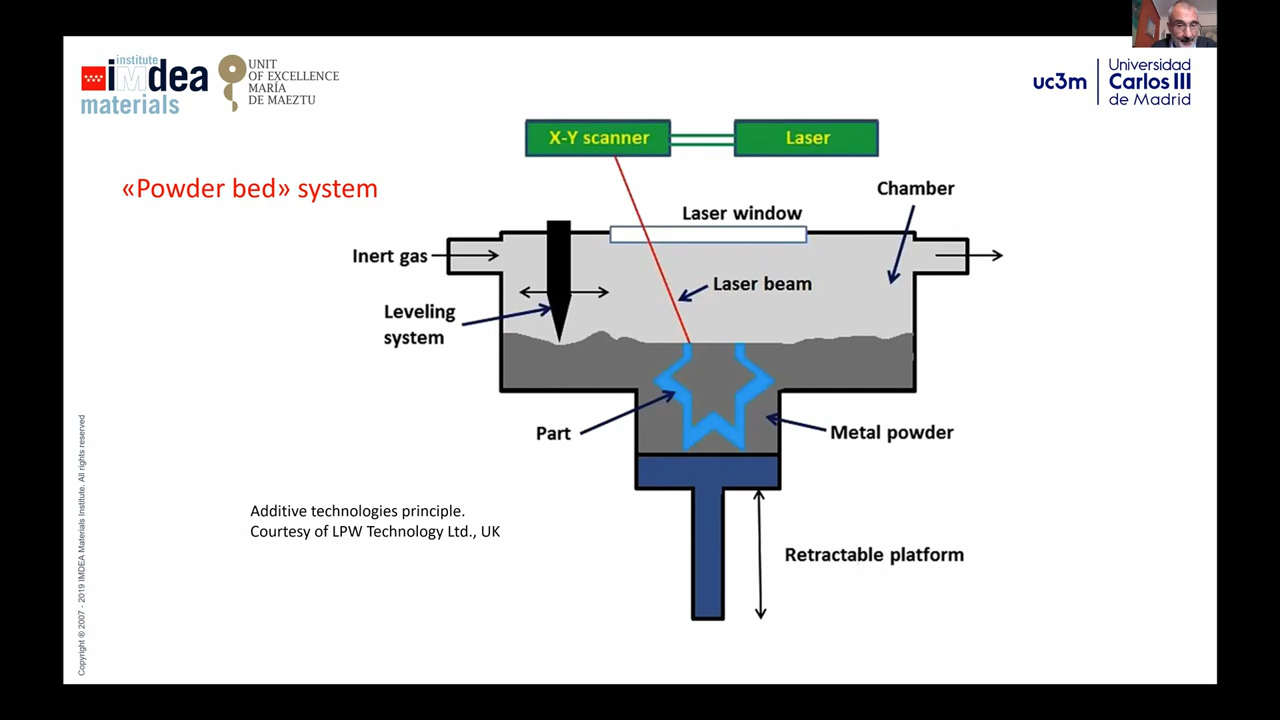 institute
iMdea
materials
UNIT
OF EXCELLENCE
MARÍA
DE MAEZTU
uc3m
Universidad
Carlos III
de Madrid
«Powder bed» system
X-Y scanner
Laser
Chamber
Laser window
Inert gas
Laser beam
Leveling
system
Part
Metal powder
Additive technologies principle.
Courtesy of LPW Technology Ltd., UK
Retractable platform
Copyright ® 2007 - 2019 IMDEA Materials Institute. All rights reserved